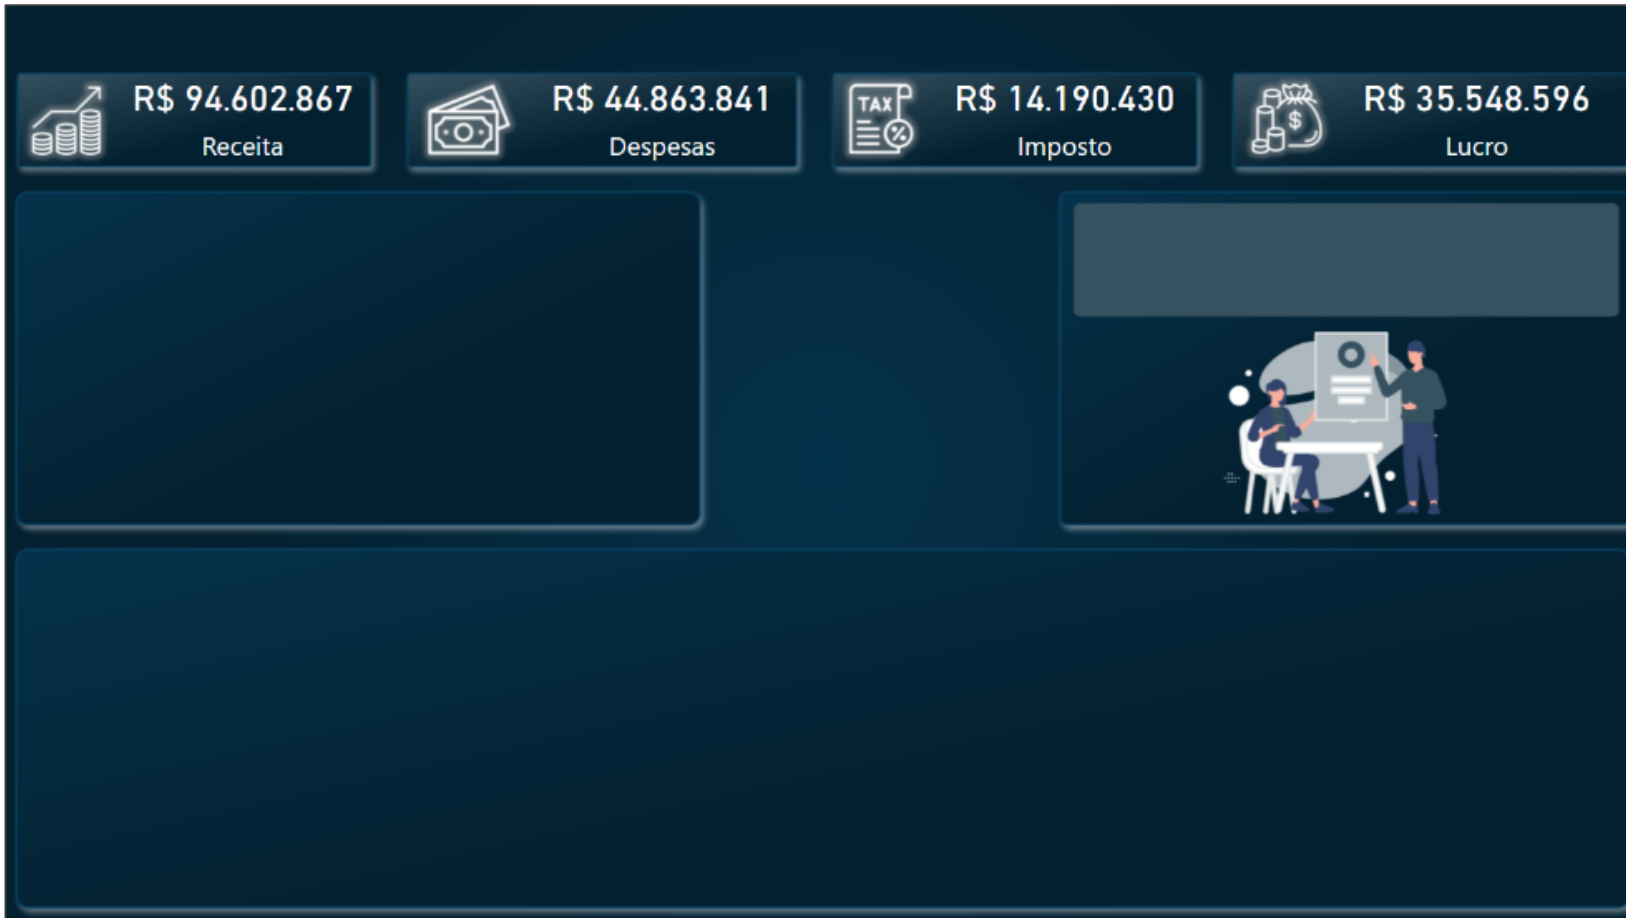 R$ 94.602.867
Receita
R$ 44.863.841
Despesas
TAX
R$ 14.190.430
Imposto
$
R$ 35.548.596
Lucro